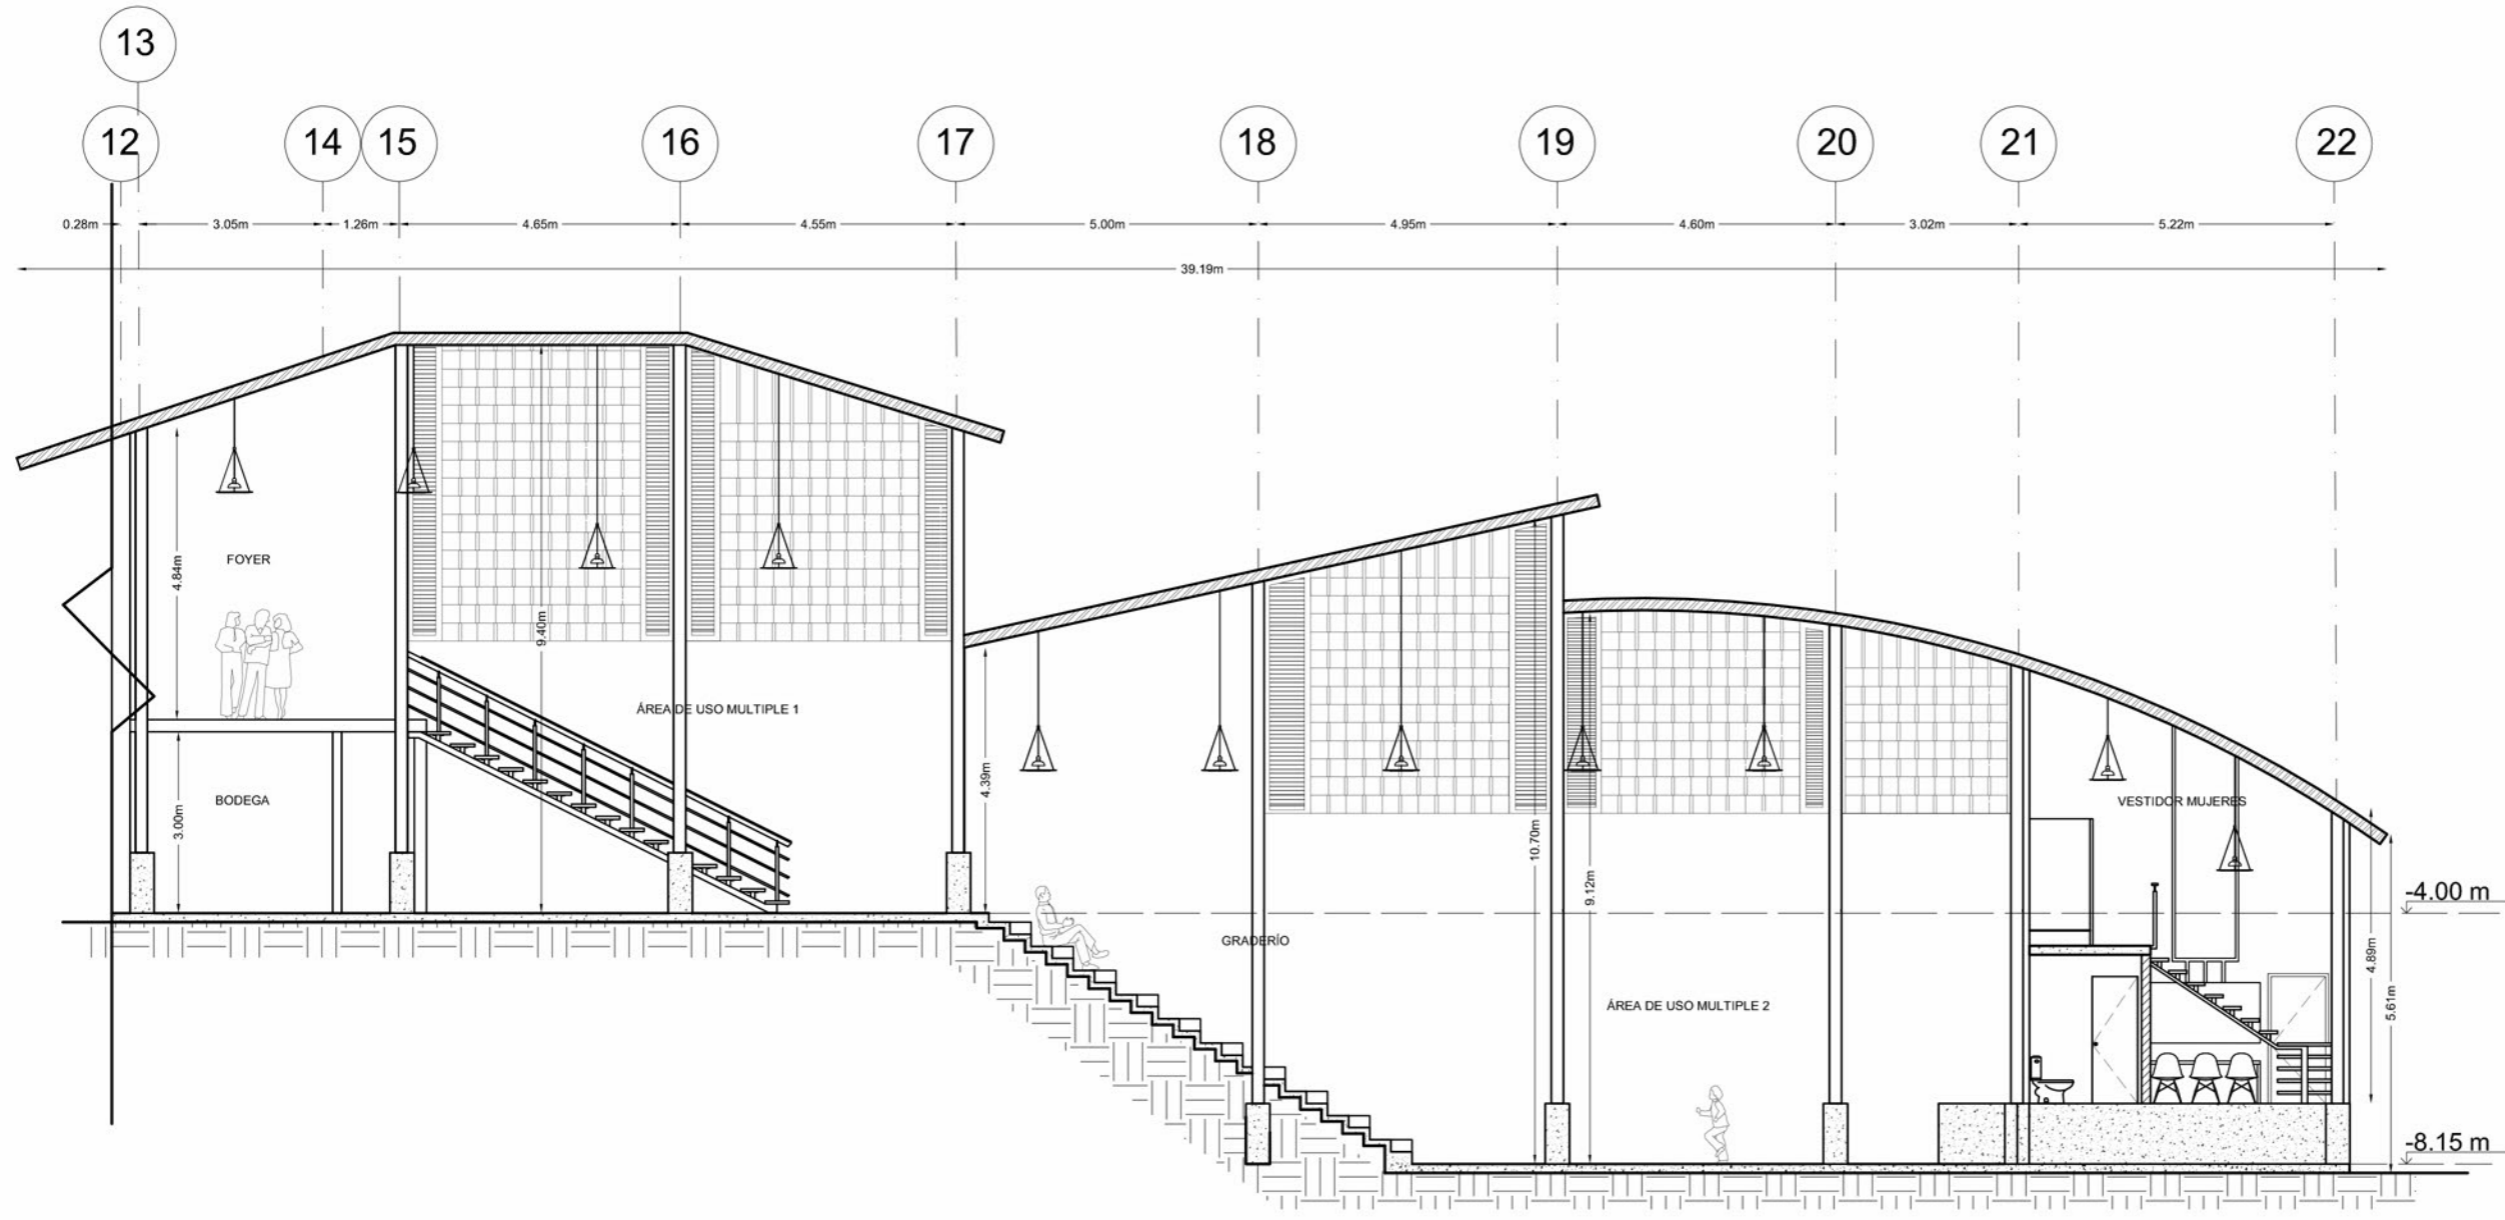 13
12 14 15 16 17 18 19 20 21 22
0.28m 3.05m 1.26m 4.65m 4.55m 5.00m 4.95m 4.60m 3.02m 5.22m
39.19m
FOYER
4.84m
9.40m
ÁREA DE USO MULTIPLE 1
BODEGA
3.00m
4.39m
10.70m
9.12m
VESTIDOR MUJERES
-4.00 m
GRADERÍO
ÁREA DE USO MULTIPLE 2
4.89m
5.61m
-8.15 m